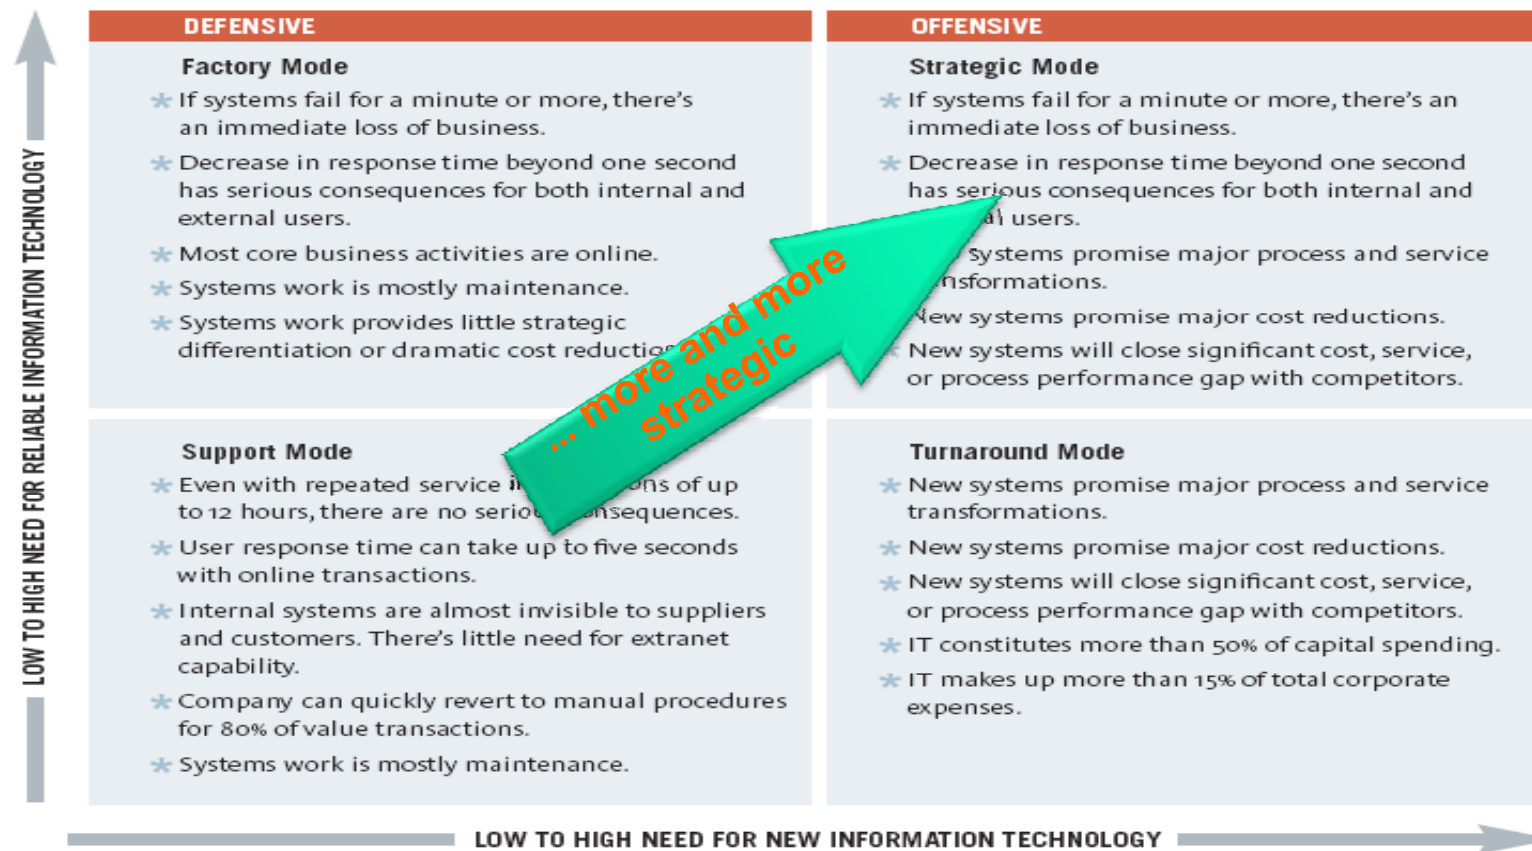 DEFENSIVE
Factory Mode
* If systems fail for a minute or more, there's
an immediate loss of business.
* Decrease in response time beyond one second
has serious consequences for both internal and
external users.
* Most core business activities are online.
* Systems work is mostly maintenance.
* Systems work provides little strategic
differentiation or dramatic cost
OFFENSIVE
Strategic Mode
* If systems fail for a minute or more, there's an
immediate loss of business.
* Decrease in response time beyond one second
has serious consequences for both internal and
users.
systems promise major process and service
New systems promise major cost reductions.
* New systems will close significant cost, service,
or process performance gap with competitors.
... more and more
strategic
Support Mode
* Even with repeated service of up
to 12 hours, there are no
* User response time can take up to five seconds
with online transactions.
* Internal systems are almost invisible to suppliers
and customers. There's little need for extranet
capability.
* Company can quickly revert to manual procedures
for 80% of value transactions.
* Systems work is mostly maintenance.
Turnaround Mode
* New systems promise major process and service
transformations.
* New systems promise major cost reductions.
* New systems will close significant cost, service,
or process performance gap with competitors.
* IT constitutes more than 50% of capital spending.
* IT makes up more than 15% of total corporate
expenses.
LOW TO HIGH NEED FOR RELIABLE INFORMATION TECHNOLOGY
LOW TO HIGH NEED FOR NEW INFORMATION TECHNOLOGY